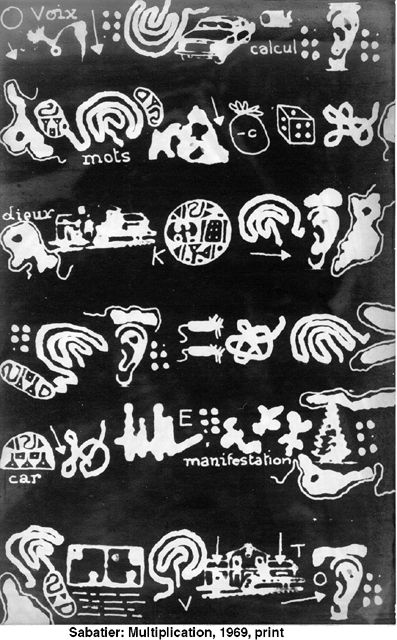 Voix
calcul
-C
mots
dieux
K
E
manifestation
car
T
V
Sabatier: Multiplication, 1969, print